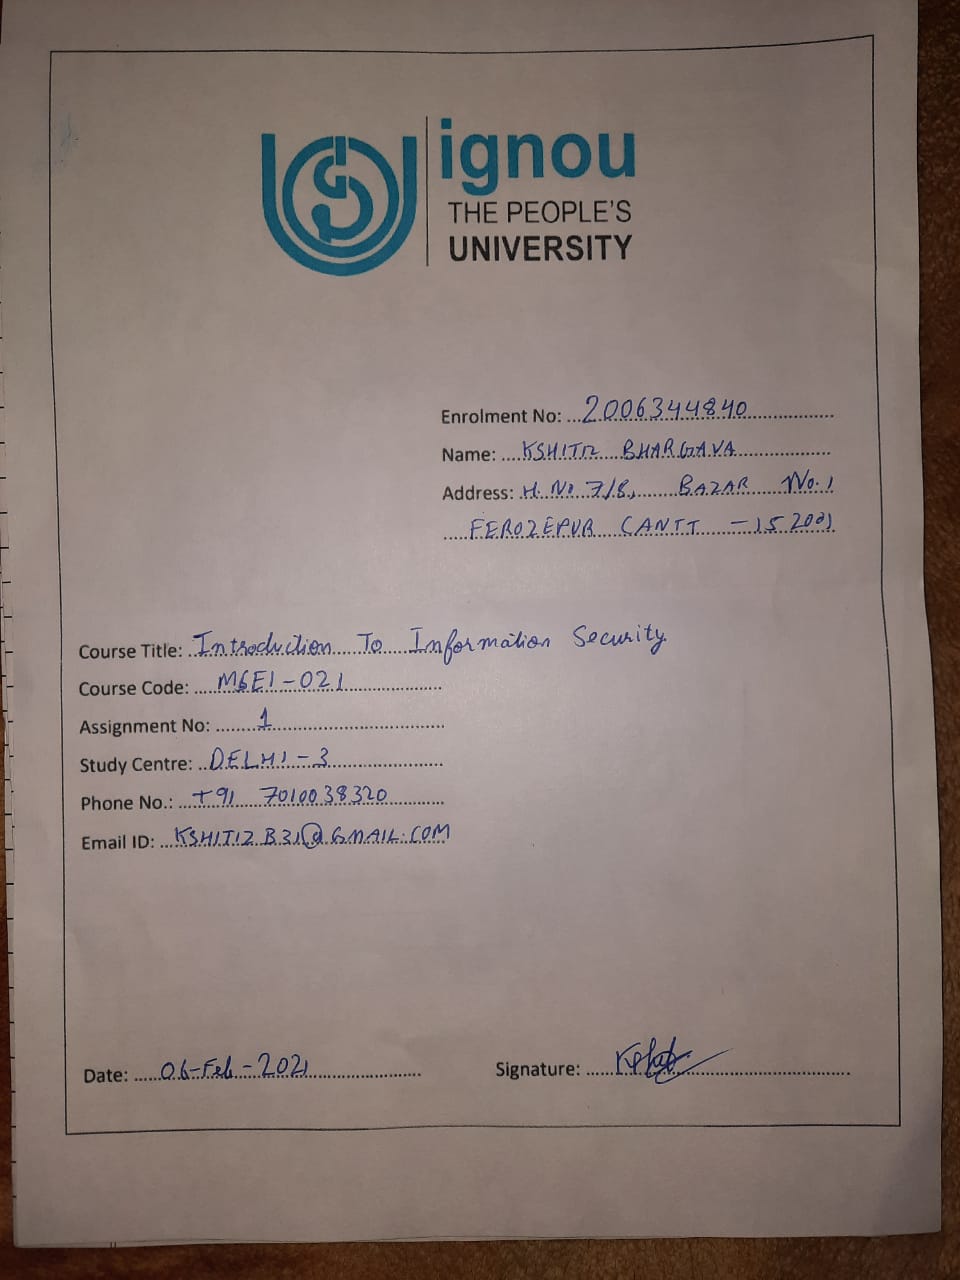 ignou
THE PEOPLE'S
UNIVERSITY
Enrolment No: 2006344840
Name: KSHITIZ BHARGAVA
Address: H. No 7/8, BAZAR No. 1
FEROZEPUR CANTT - 152001
Course Title: Introduction To Information Security
Course Code: MSEI-021
Assignment No: 1
Study Centre: DELHI-3
Phone No.: +91 7010038320
Email ID: KSHITIZ.B31@GMAIL.COM
Date: 06-Feb-2021
Signature: